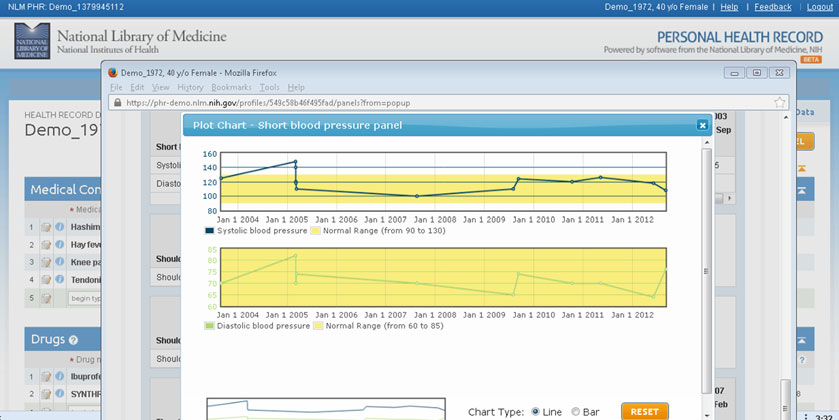 NLM PHR: Demo_1379945112
Demo_1972, 40 y/o Female | Help | Feedback | Logout
NATIONAL LIBRARY OF MEDICINE
National Library of Medicine
National Institutes of Health
PERSONAL HEALTH RECORD
Powered by software from the National Library of Medicine, NIH
BETA
Demo_1972, 40 y/o Female - Mozilla Firefox
File Edit View History Bookmarks Tools Help
https://phr-demo.nlm.nih.gov/profiles/549c58b46f495fad/panels?from=popup
HEALTH RECORD D
Demo_19
Data
EL
003
Sep
Plot Chart - Short blood pressure panel
Short
Systoli
5
Diasto
160
140
120
100
80
Jan 1 2004 Jan 1 2005 Jan 1 2006 Jan 1 2007 Jan 1 2008 Jan 1 2009 Jan 1 2010 Jan 1 2011 Jan 1 2012
Systolic blood pressure Normal Range (from 90 to 130)
85
80
75
70
65
60
Jan 1 2004 Jan 1 2005 Jan 1 2006 Jan 1 2007 Jan 1 2008 Jan 1 2009 Jan 1 2010 Jan 1 2011 Jan 1 2012
Diastolic blood pressure Normal Range (from 60 to 85)
Medical Con
* Medica
1 Hashim
2 Hay feve
3 Knee pa
4 Tendoni
5 begin typ
Shoul
Shoul
Drugs ?
* Drug n
1 Ibuprofe
2 SYNTHR
Shoul
Shoul
07
Feb
Chart Type: Line Bar RESET
3:32